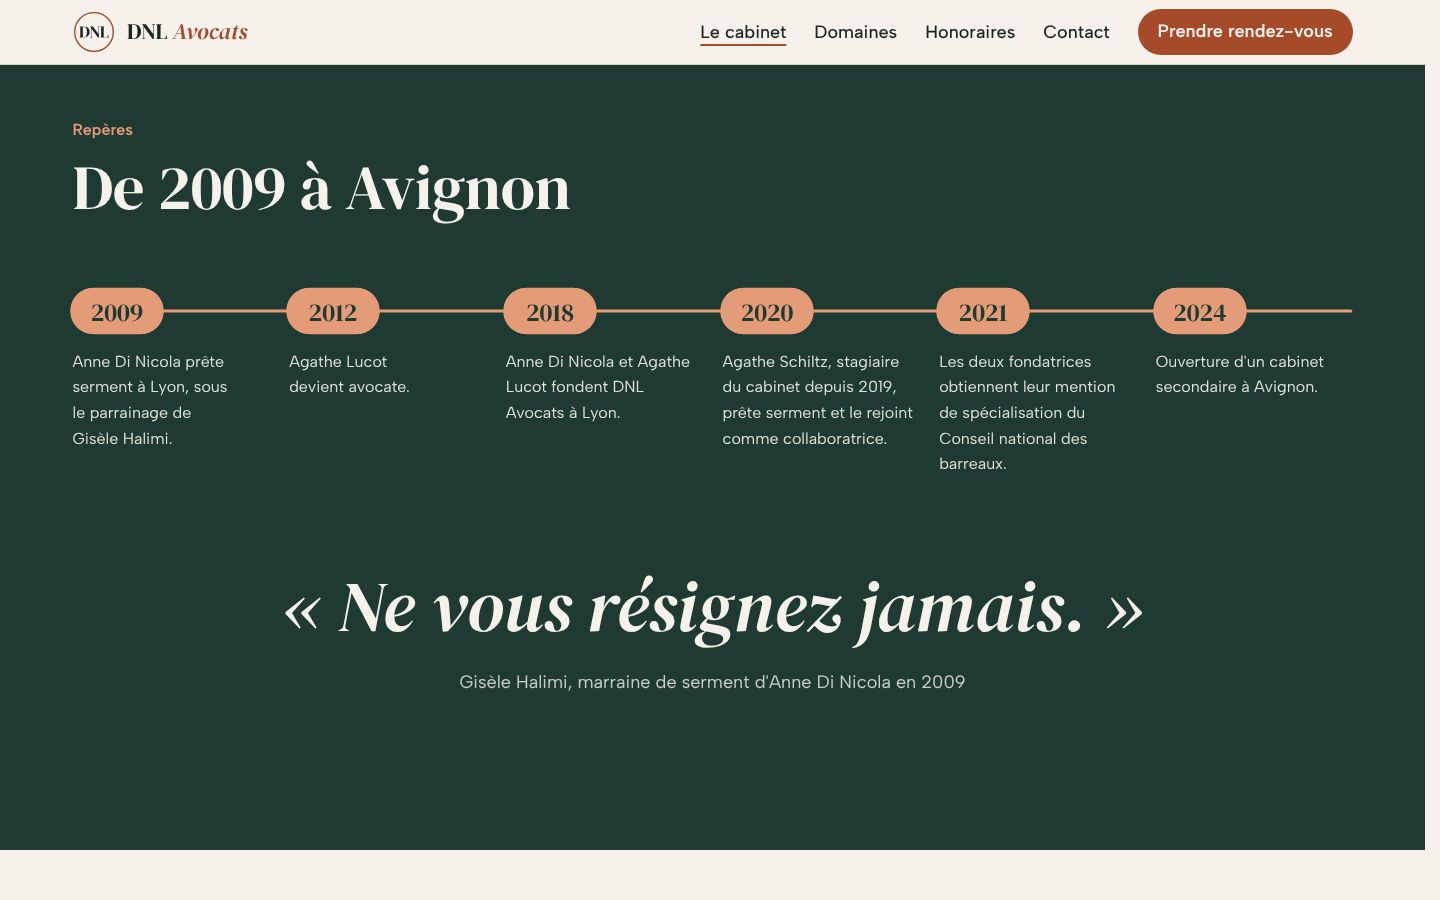 DNL DNL Avocats Le cabinet Domaines Honoraires Contact Prendre rendez-vous
Repères
De 2009 à Avignon
2009
Anne Di Nicola prête
serment à Lyon, sous
le parrainage de
Gisèle Halimi.
2012
Agathe Lucot
devient avocate.
2018
Anne Di Nicola et Agathe
Lucot fondent DNL
Avocats à Lyon.
2020
Agathe Schiltz, stagiaire
du cabinet depuis 2019,
prête serment et le rejoint
comme collaboratrice.
2021
Les deux fondatrices
obtiennent leur mention
de spécialisation du
Conseil national des
barreaux.
2024
Ouverture d'un cabinet
secondaire à Avignon.
« Ne vous résignez jamais. »
Gisèle Halimi, marraine de serment d'Anne Di Nicola en 2009